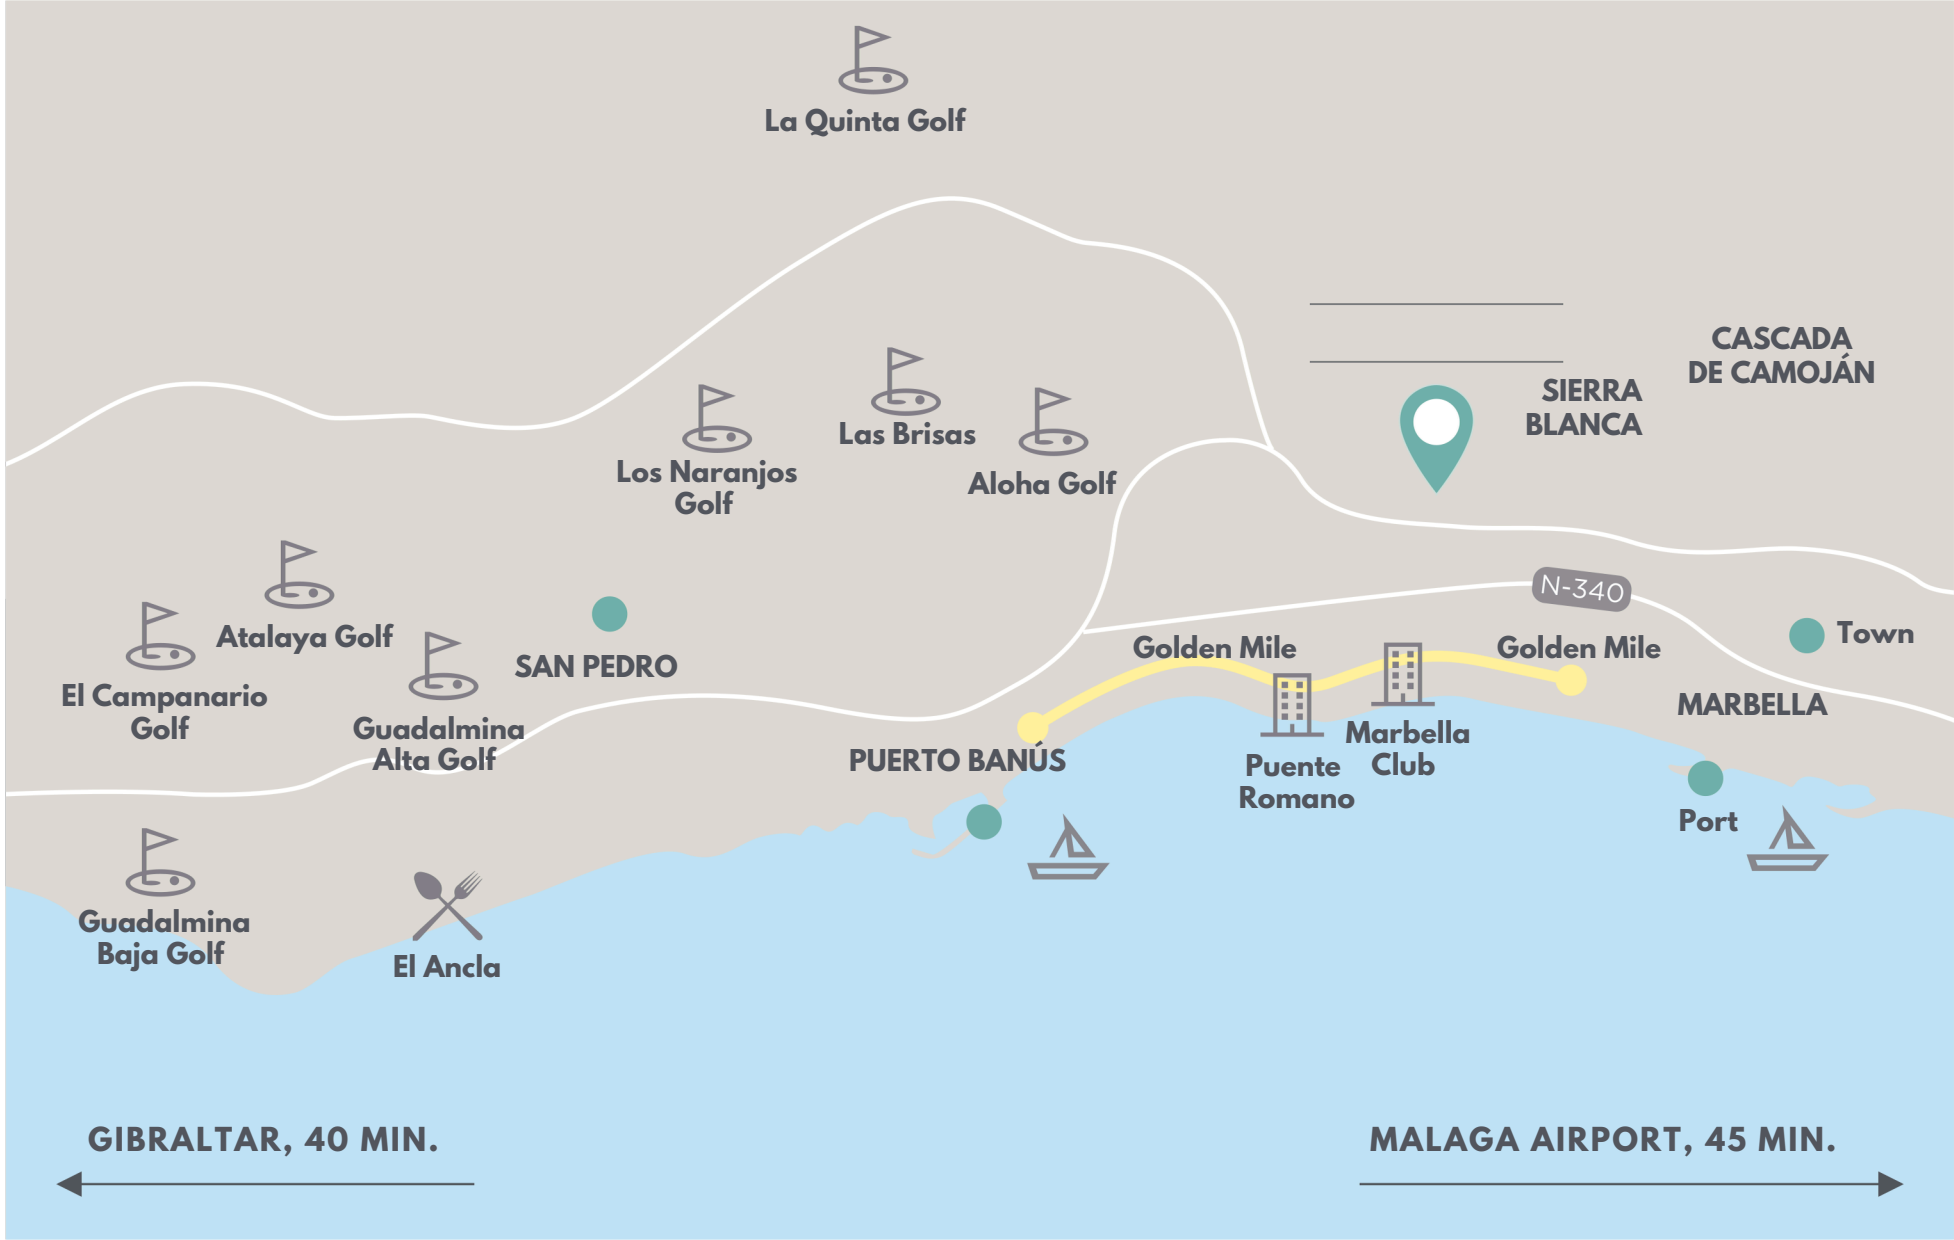 La Quinta Golf
CASCADA
DE CAMOJÁN
SIERRA
BLANCA
Las Brisas
Los Naranjos
Golf
Aloha Golf
N-340
Atalaya Golf
El Campanario
Golf
SAN PEDRO
Guadalmina
Alta Golf
Golden Mile
Golden Mile
Town
MARBELLA
PUERTO BANÚS
Marbella
Club
Puente
Romano
Port
Guadalmina
Baja Golf
El Ancla
GIBRALTAR, 40 MIN.
MALAGA AIRPORT, 45 MIN.